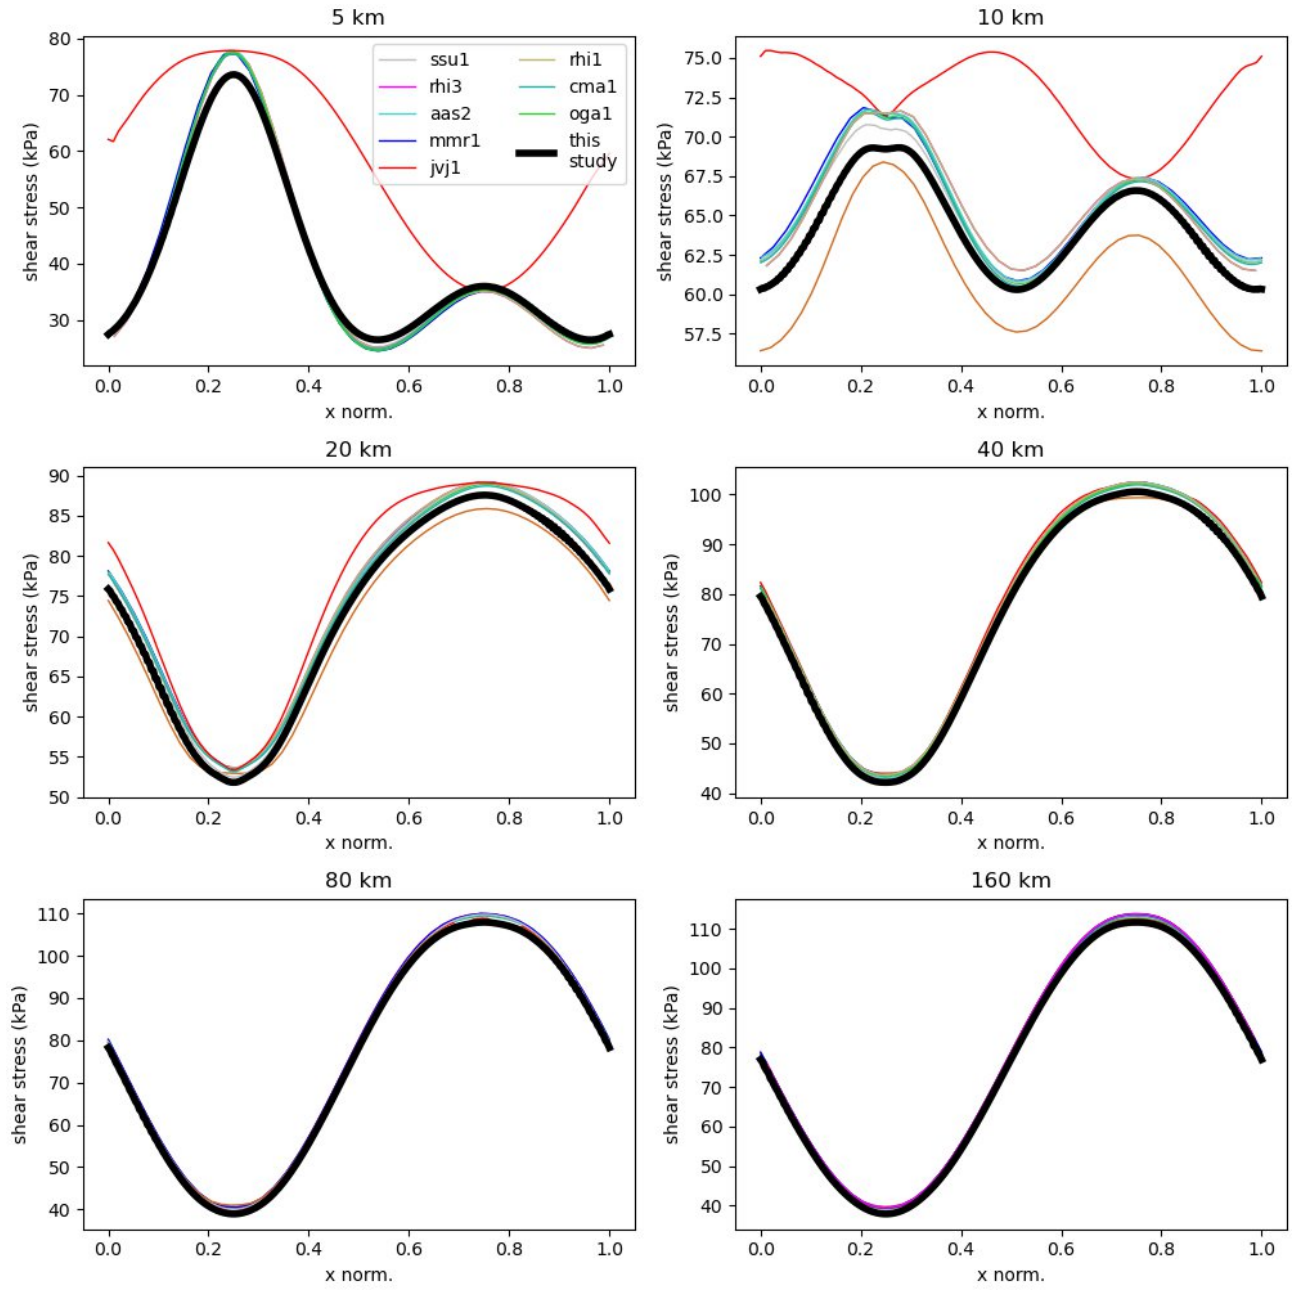 5 km
80
70
60
50
40
30
shear stress (kPa)
ssu1
rhi3
aas2
mmr1
jvj1
rhi1
cma1
oga1
this
study
0.0 0.2 0.4 0.6 0.8 1.0
x norm.
10 km
75.0
72.5
70.0
67.5
65.0
62.5
60.0
57.5
shear stress (kPa)
0.0 0.2 0.4 0.6 0.8 1.0
x norm.
20 km
90
85
80
75
70
65
60
55
50
shear stress (kPa)
0.0 0.2 0.4 0.6 0.8 1.0
x norm.
40 km
100
90
80
70
60
50
40
shear stress (kPa)
0.0 0.2 0.4 0.6 0.8 1.0
x norm.
80 km
110
100
90
80
70
60
50
40
shear stress (kPa)
0.0 0.2 0.4 0.6 0.8 1.0
x norm.
160 km
110
100
90
80
70
60
50
40
shear stress (kPa)
0.0 0.2 0.4 0.6 0.8 1.0
x norm.